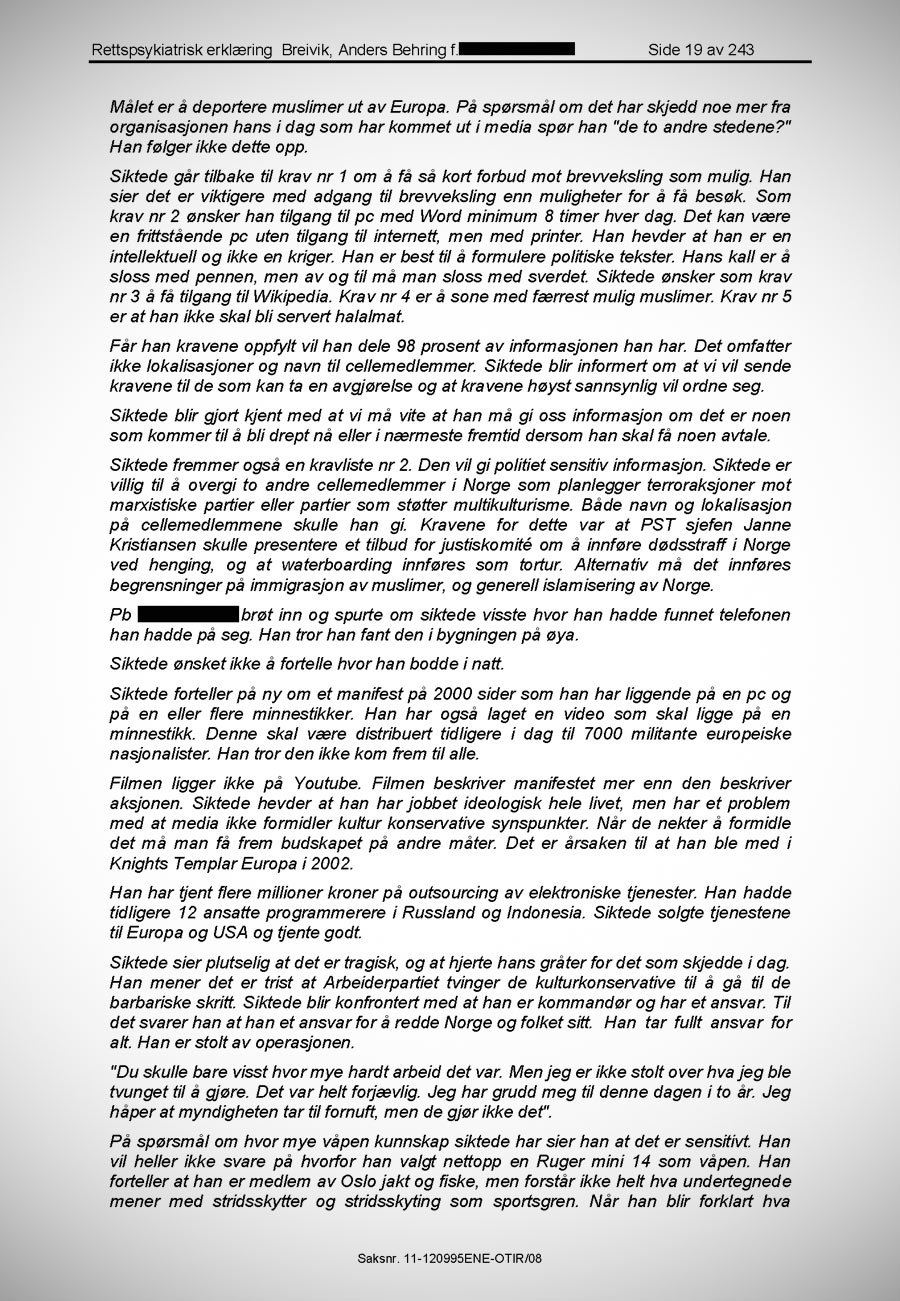 Rettspsykiatrisk erklæring Breivik, Anders Behring f. Side 19 av 243
Målet er å deportere muslimer ut av Europa. På spørsmål om det har skjedd noe mer fra
organisasjonen hans i dag som har kommet ut i media spør han "de to andre stedene?"
Han følger ikke dette opp.
Siktede går tilbake til krav nr 1 om å få så kort forbud mot brevveksling som mulig. Han
sier det er viktigere med adgang til brevveksling enn muligheter for å få besøk. Som
krav nr 2 ønsker han tilgang til pc med Word minimum 8 timer hver dag. Det kan være
en frittstående pc uten tilgang til internett, men med printer. Han hevder at han er en
intellektuell og ikke en kriger. Han er best til å formulere politiske tekster. Hans kall er å
sloss med pennen, men av og til må man sloss med sverdet. Siktede ønsker som krav
nr 3 å få tilgang til Wikipedia. Krav nr 4 er å sone med færrest mulig muslimer. Krav nr 5
er at han ikke skal bli servert halalmat.
Får han kravene oppfylt vil han dele 98 prosent av informasjonen han har. Det omfatter
ikke lokalisasjoner og navn til cellemedlemmer. Siktede blir informert om at vi vil sende
kravene til de som kan ta en avgjørelse og at kravene høyst sannsynlig vil ordne seg.
Siktede blir gjort kjent med at vi må vite at han må gi oss informasjon om det er noen
som kommer til å bli drept nå eller i nærmeste fremtid dersom han skal få noen avtale.
Siktede fremmer også en kravliste nr 2. Den vil gi politiet sensitiv informasjon. Siktede er
villig til å overgi to andre cellemedlemmer i Norge som planlegger terroraksjoner mot
marxistiske partier eller partier som støtter multikulturisme. Både navn og lokalisasjon
på cellemedlemmene skulle han gi. Kravene for dette var at PST sjefen Janne
Kristiansen skulle presentere et tilbud for justiskomité om å innføre dødsstraff i Norge
ved henging, og at waterboarding innføres som tortur. Alternativ må det innføres
begrensninger på immigrasjon av muslimer, og generell islamisering av Norge.
Pb brøt inn og spurte om siktede visste hvor han hadde funnet telefonen
han hadde på seg. Han tror han fant den i bygningen på øya.
Siktede ønsket ikke å fortelle hvor han bodde i natt.
Siktede forteller på ny om et manifest på 2000 sider som han har liggende på en pc og
på en eller flere minnestikker. Han har også laget en video som skal ligge på en
minnestikk. Denne skal være distribuert tidligere i dag til 7000 militante europeiske
nasjonalister. Han tror den ikke kom frem til alle.
Filmen ligger ikke på Youtube. Filmen beskriver manifestet mer enn den beskriver
aksjonen. Siktede hevder at han har jobbet ideologisk hele livet, men har et problem
med at media ikke formidler kultur konservative synspunkter. Når de nekter å formidle
det må man få frem budskapet på andre måter. Det er årsaken til at han ble med i
Knights Templar Europa i 2002.
Han har tjent flere millioner kroner på outsourcing av elektroniske tjenester. Han hadde
tidligere 12 ansatte programmerere i Russland og Indonesia. Siktede solgte tjenestene
til Europa og USA og tjente godt.
Siktede sier plutselig at det er tragisk, og at hjerte hans gråter for det som skjedde i dag.
Han mener det er trist at Arbeiderpartiet tvinger de kulturkonservative til å gå til de
barbariske skritt. Siktede blir konfrontert med at han er kommandør og har et ansvar. Til
det svarer han at han et ansvar for å redde Norge og folket sitt. Han tar fullt ansvar for
alt. Han er stolt av operasjonen.
"Du skulle bare visst hvor mye hardt arbeid det var. Men jeg er ikke stolt over hva jeg ble
tvunget til å gjøre. Det var helt forjævlig. Jeg har grudd meg til denne dagen i to år. Jeg
håper at myndigheten tar til fornuft, men de gjør ikke det".
På spørsmål om hvor mye våpen kunnskap siktede har sier han at det er sensitivt. Han
vil heller ikke svare på hvorfor han valgt nettopp en Ruger mini 14 som våpen. Han
forteller at han er medlem av Oslo jakt og fiske, men forstår ikke helt hva undertegnede
mener med stridsskytter og stridsskyting som sportsgren. Når han blir forklart hva
Saksnr. 11-120995ENE-OTIR/08